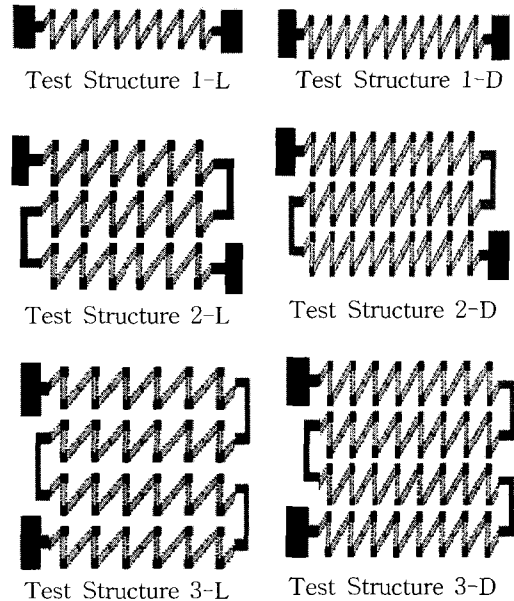 Test Structure 1-L
Test Structure 1-D
Test Structure 2-L
Test Structure 2-D
Test Structure 3-L
Test Structure 3-D